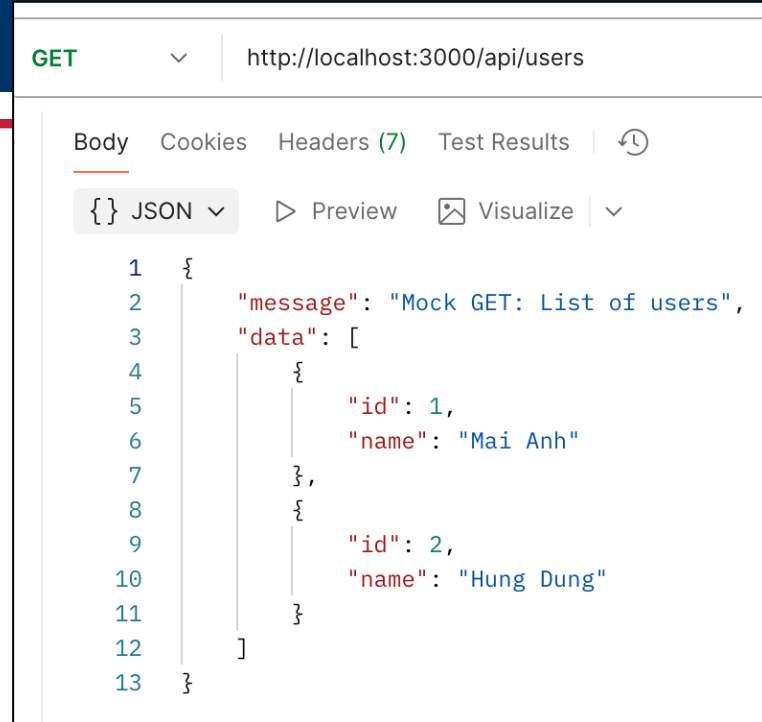 GET http://localhost:3000/api/users
Body Cookies Headers (7) Test Results
{} JSON Preview Visualize
1 {
2 "message": "Mock GET: List of users",
3 "data": [
4 {
5 "id": 1,
6 "name": "Mai Anh"
7 },
8 {
9 "id": 2,
10 "name": "Hung Dung"
11 }
12 ]
13 }